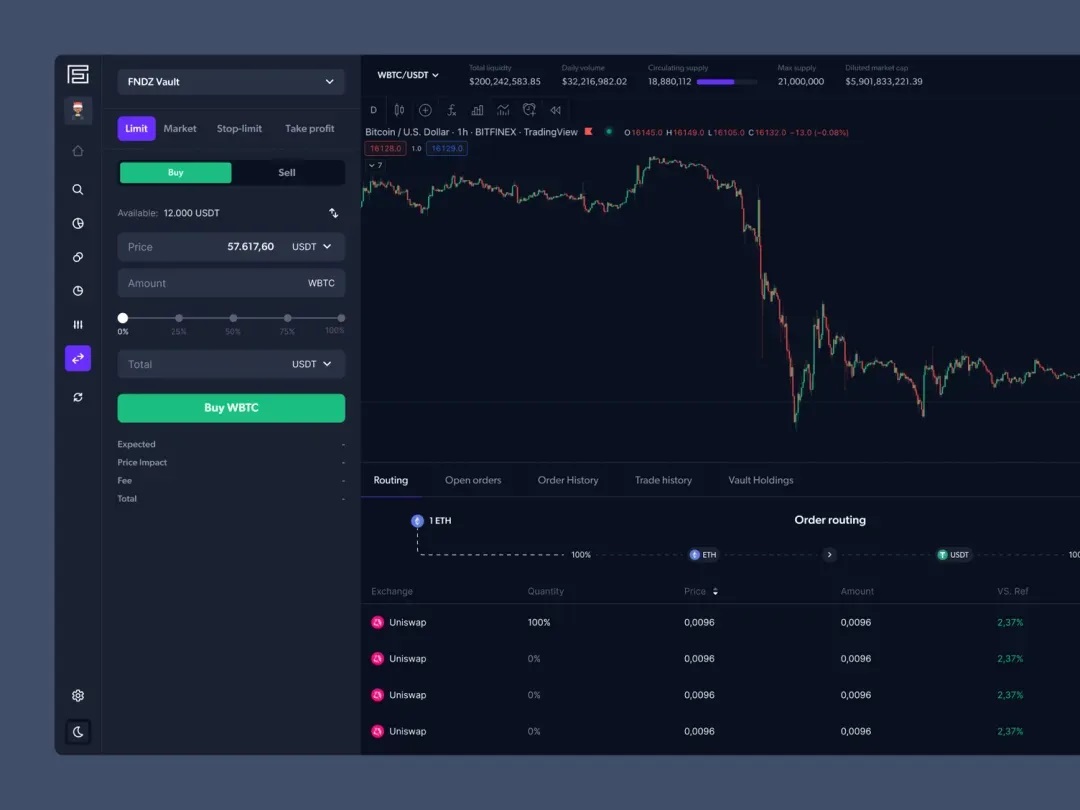 FNDZ Vault
Limit Market Stop-limit Take profit
Buy Sell
Available: 12.000 USDT
Price 57.617,60 USDT
Amount WBTC
0% 25% 50% 75% 100%
Total USDT
Buy WBTC
Expected -
Price Impact -
Fee -
Total -
WBTC/USDT
Total liquidity
$200,242,583.85
Daily volume
$32,216,982.02
Circulating supply
18,880,112
Max supply
21,000,000
Diluted market cap
$5,901,833,221.39
D
Bitcoin / U.S. Dollar · 1h · BITFINEX · TradingView O16145.0 H16149.0 L16105.0 C16132.0 −13.0 (−0.08%)
16128.0 1.0 16129.0
7
Routing Open orders Order History Trade history Vault Holdings
1 ETH Order routing
100% ETH USDT 100
Exchange Quantity Price Amount VS. Ref
Uniswap 100% 0,0096 0,0096 2,37%
Uniswap 0% 0,0096 0,0096 2,37%
Uniswap 0% 0,0096 0,0096 2,37%
Uniswap 0% 0,0096 0,0096 2,37%